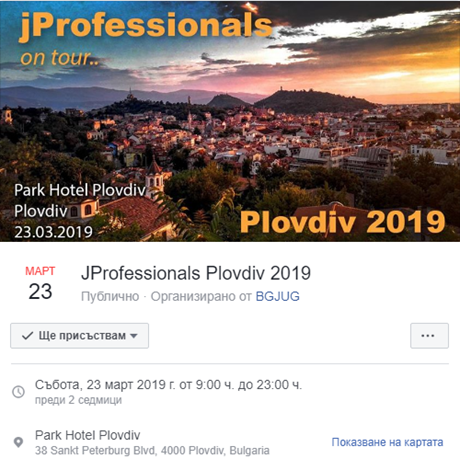 jProfessionals
on tour..
Park Hotel Plovdiv
Plovdiv
23.03.2019
Plovdiv 2019
МАРТ
23
JProfessionals Plovdiv 2019
Публично · Организирано от BGJUG
Ще присъствам
Събота, 23 март 2019 г. от 9:00 ч. до 23:00 ч.
преди 2 седмици
Park Hotel Plovdiv
38 Sankt Peterburg Blvd, 4000 Plovdiv, Bulgaria
Показване на картата